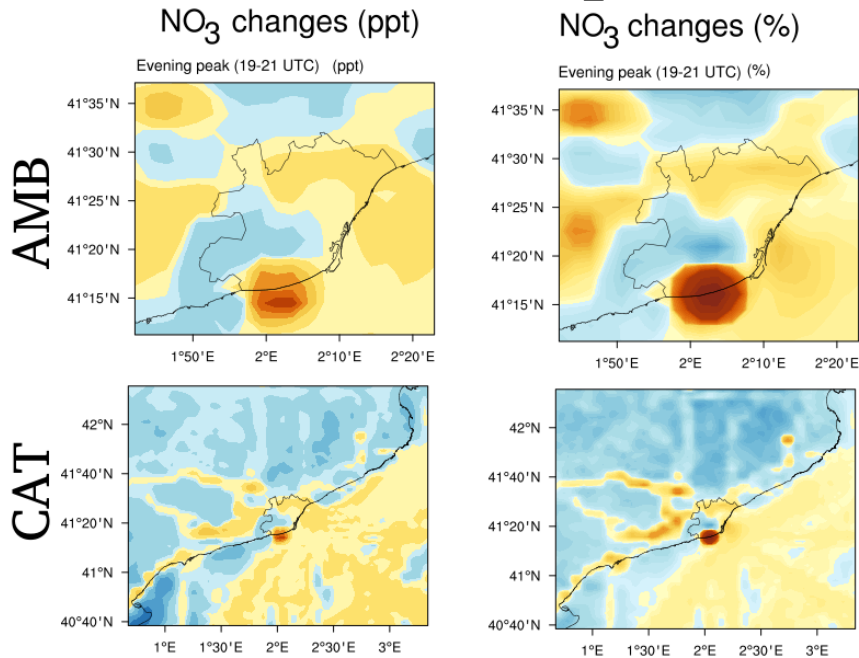 NO3 changes (ppt)
NO3 changes (%)
Evening peak (19-21 UTC) (ppt)
Evening peak (19-21 UTC) (%)
AMB
41°35'N
41°30'N
41°25'N
41°20'N
41°15'N
1°50'E 2°E 2°10'E 2°20'E
41°35'N
41°30'N
41°25'N
41°20'N
41°15'N
1°50'E 2°E 2°10'E 2°20'E
CAT
42°N
41°40'N
41°20'N
41°N
40°40'N
1°E 1°30'E 2°E 2°30'E 3°E
42°N
41°40'N
41°20'N
41°N
40°40'N
1°E 1°30'E 2°E 2°30'E 3°E